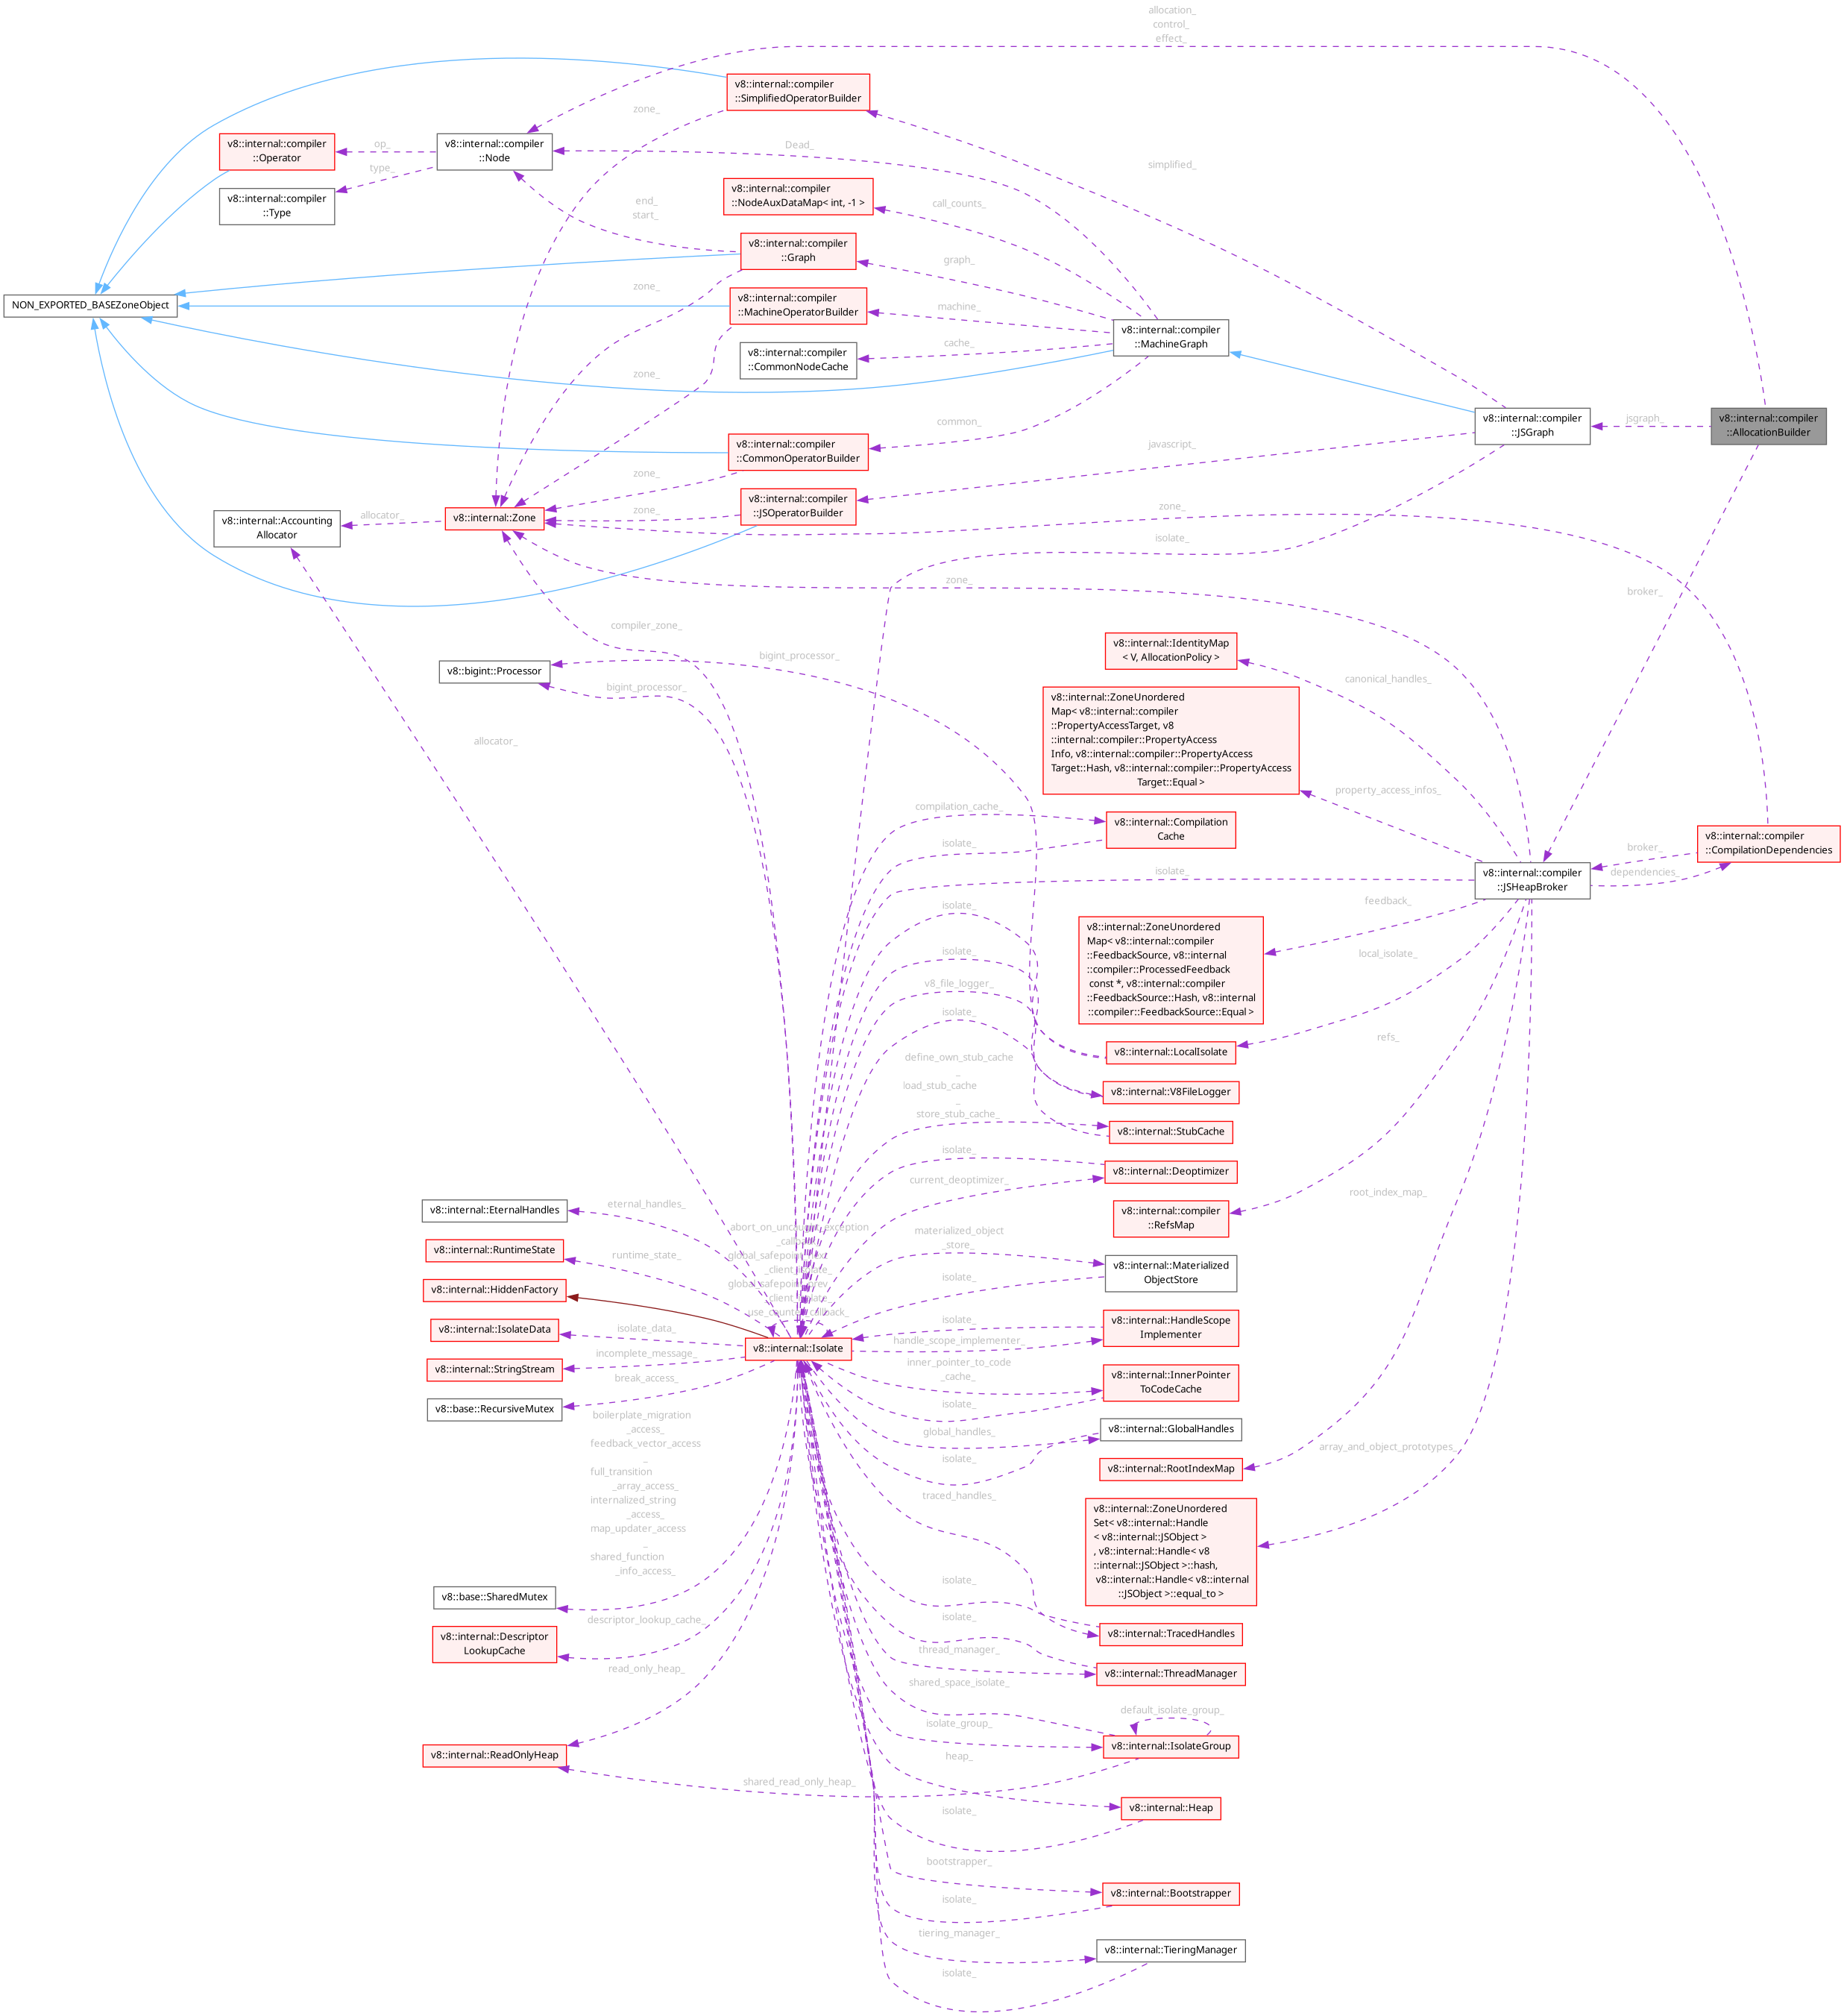 allocation_
control_
effect_
v8::internal::compiler
::SimplifiedOperatorBuilder
zone_
v8::internal::compiler
::Operator
op_
v8::internal::compiler
::Node
Dead_
simplified_
type_
v8::internal::compiler
::Type
v8::internal::compiler
::NodeAuxDataMap< int, -1 >
call_counts_
end_
start_
v8::internal::compiler
::Graph
graph_
zone_
NON_EXPORTED_BASEZoneObject
v8::internal::compiler
::MachineOperatorBuilder
machine_
v8::internal::compiler
::MachineGraph
v8::internal::compiler
::CommonNodeCache
cache_
zone_
v8::internal::compiler
::JSGraph
jsgraph_
v8::internal::compiler
::AllocationBuilder
common_
v8::internal::compiler
::CommonOperatorBuilder
javascript_
zone_
v8::internal::compiler
::JSOperatorBuilder
zone_
zone_
v8::internal::Accounting
Allocator
allocator_
v8::internal::Zone
isolate_
zone_
broker_
compiler_zone_
v8::internal::IdentityMap
< V, AllocationPolicy >
bigint_processor_
v8::bigint::Processor
canonical_handles_
bigint_processor_
v8::internal::ZoneUnordered
Map< v8::internal::compiler
::PropertyAccessTarget, v8
::internal::compiler::PropertyAccess
Info, v8::internal::compiler::PropertyAccess
Target::Hash, v8::internal::compiler::PropertyAccess
Target::Equal >
allocator_
property_access_infos_
compilation_cache_
v8::internal::Compilation
Cache
isolate_
v8::internal::compiler
::CompilationDependencies
broker_
dependencies_
v8::internal::compiler
::JSHeapBroker
isolate_
isolate_
feedback_
v8::internal::ZoneUnordered
Map< v8::internal::compiler
::FeedbackSource, v8::internal
::compiler::ProcessedFeedback
const *, v8::internal::compiler
::FeedbackSource::Hash, v8::internal
::compiler::FeedbackSource::Equal >
isolate_
local_isolate_
v8_file_logger_
isolate_
v8::internal::LocalIsolate
refs_
define_own_stub_cache
_
load_stub_cache
_
store_stub_cache_
v8::internal::V8FileLogger
v8::internal::StubCache
isolate_
v8::internal::Deoptimizer
current_deoptimizer_
v8::internal::compiler
::RefsMap
root_index_map_
v8::internal::EternalHandles
eternal_handles_
v8::internal::RuntimeState
runtime_state_
abort_on_uncaught_exception
_callback_
global_safepoint_next
_client_isolate_
global_safepoint_prev
_client_isolate_
use_counter_callback_
materialized_object
_store_
v8::internal::Materialized
ObjectStore
isolate_
v8::internal::HiddenFactory
v8::internal::IsolateData
isolate_data_
v8::internal::Isolate
isolate_
v8::internal::HandleScope
Implementer
handle_scope_implementer_
v8::internal::StringStream
incomplete_message_
inner_pointer_to_code
_cache_
v8::internal::InnerPointer
ToCodeCache
isolate_
v8::base::RecursiveMutex
break_access_
global_handles_
v8::internal::GlobalHandles
isolate_
array_and_object_prototypes_
v8::internal::RootIndexMap
boilerplate_migration
_access_
feedback_vector_access
_
full_transition
_array_access_
internalized_string
_access_
map_updater_access
_
shared_function
_info_access_
traced_handles_
v8::internal::ZoneUnordered
Set< v8::internal::Handle
< v8::internal::JSObject >
, v8::internal::Handle< v8
::internal::JSObject >::hash,
v8::internal::Handle< v8::internal
::JSObject >::equal_to >
v8::base::SharedMutex
isolate_
isolate_
v8::internal::TracedHandles
v8::internal::Descriptor
LookupCache
descriptor_lookup_cache_
thread_manager_
v8::internal::ThreadManager
read_only_heap_
shared_space_isolate_
default_isolate_group_
isolate_group_
v8::internal::IsolateGroup
v8::internal::ReadOnlyHeap
heap_
shared_read_only_heap_
v8::internal::Heap
isolate_
bootstrapper_
v8::internal::Bootstrapper
isolate_
tiering_manager_
v8::internal::TieringManager
isolate_